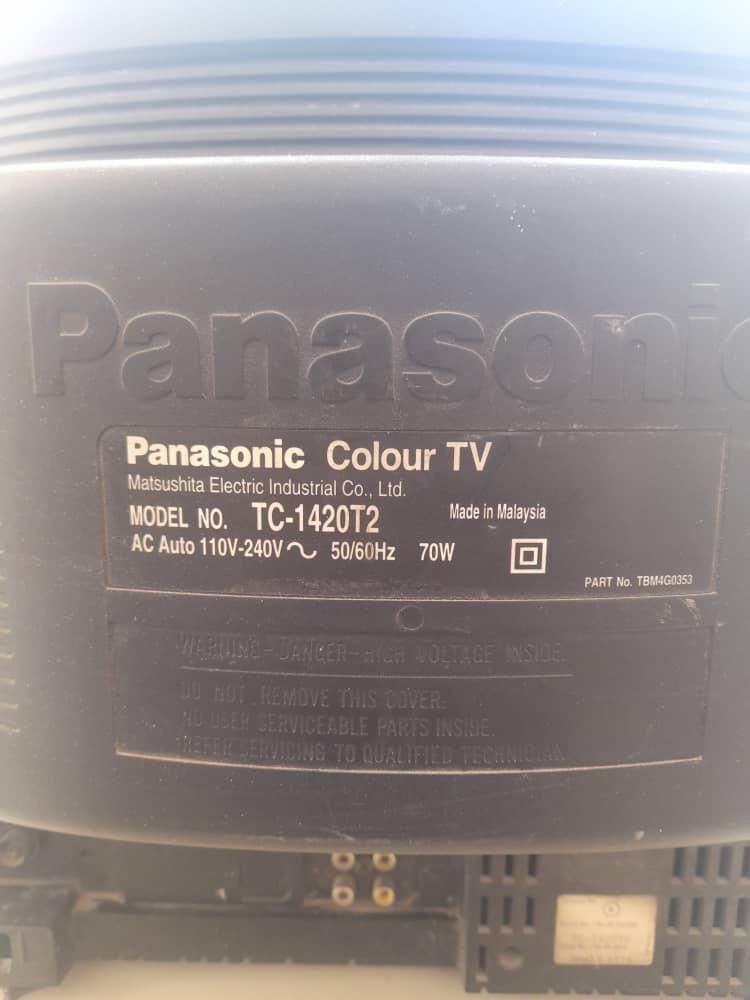 Panasonic
Panasonic Colour TV
Matsushita Electric Industrial Co., Ltd.
MODEL NO. TC-1420T2 Made in Malaysia
AC Auto 110V-240V∼ 50/60Hz 70W
PART No. TBM4G0353
WARNING-DANGER-HIGH VOLTAGE INSIDE.
DO NOT REMOVE THIS COVER.
NO USER SERVICEABLE PARTS INSIDE.
REFER SERVICING TO QUALIFIED TECHNICIAN